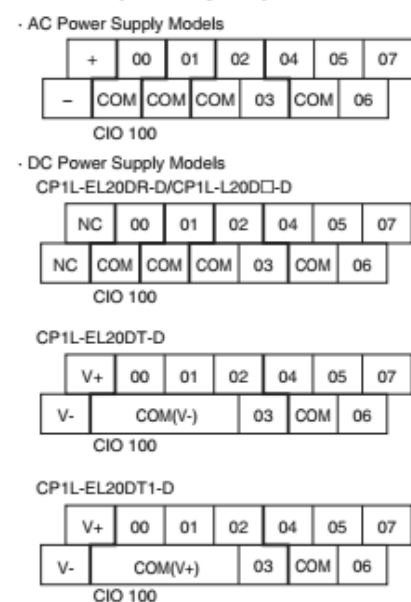 · AC Power Supply Models
+ 00 01 02 04 05 07
− COM COM COM 03 COM 06
CIO 100
· DC Power Supply Models
CP1L-EL20DR-D/CP1L-L20D□-D
NC 00 01 02 04 05 07
NC COM COM COM 03 COM 06
CIO 100
CP1L-EL20DT-D
V+ 00 01 02 04 05 07
V- COM(V-) 03 COM 06
CIO 100
CP1L-EL20DT1-D
V+ 00 01 02 04 05 07
V- COM(V+) 03 COM 06
CIO 100